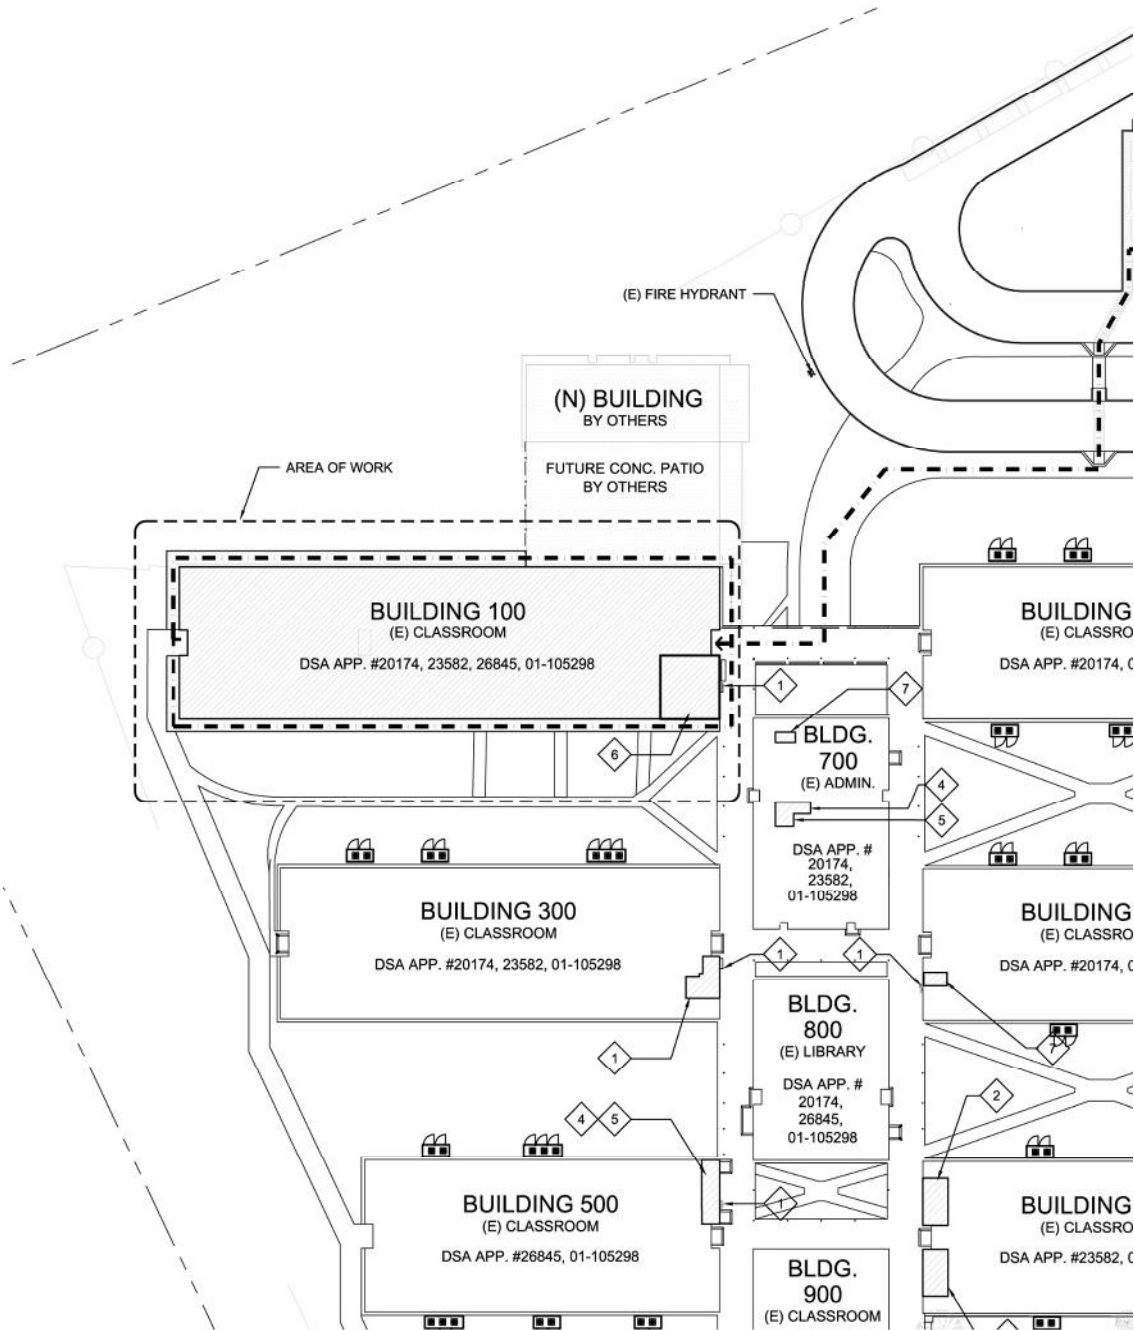 (E) FIRE HYDRANT
(N) BUILDING
BY OTHERS
AREA OF WORK
FUTURE CONC. PATIO
BY OTHERS
BUILDING 100
(E) CLASSROOM
DSA APP. #20174, 23582, 26845, 01-105298
1
6
7
BLDG.
700
(E) ADMIN.
4
5
DSA APP. #
20174,
23582,
01-105298
BUILDING
(E) CLASSRO
DSA APP. #20174, 0
BUILDING 300
(E) CLASSROOM
DSA APP. #20174, 23582, 01-105298
1
1
1
BLDG.
800
(E) LIBRARY
DSA APP. #
20174,
26845,
01-105298
BUILDING
(E) CLASSRO
DSA APP. #20174, 0
7
2
4
5
BUILDING 500
(E) CLASSROOM
DSA APP. #26845, 01-105298
1
BLDG.
900
(E) CLASSROOM
BUILDING
(E) CLASSRO
DSA APP. #23582, 0